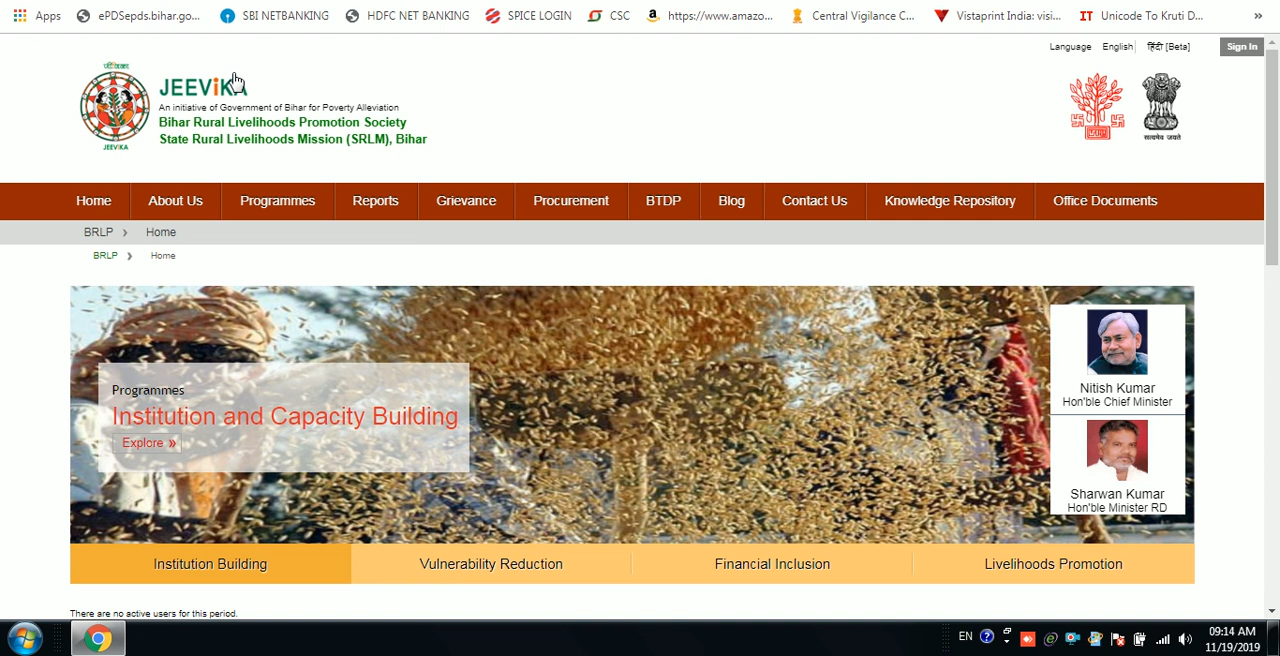 Apps ePDSepds.bihar.go... SBI NETBANKING HDFC NET BANKING SPICE LOGIN CSC https://www.amazo... Central Vigilance C... Vistaprint India: visi... Unicode To Kruti D... »
Language English हिंदी [Beta] Sign In
JEEViKA
An initiative of Government of Bihar for Poverty Alleviation
Bihar Rural Livelihoods Promotion Society
State Rural Livelihoods Mission (SRLM), Bihar
JEEViKA
सत्यमेव जयते
Home About Us Programmes Reports Grievance Procurement BTDP Blog Contact Us Knowledge Repository Office Documents
BRLP › Home
BRLP › Home
Programmes
Institution and Capacity Building
Explore »
Nitish Kumar
Hon'ble Chief Minister
Sharwan Kumar
Hon'ble Minister RD
Institution Building Vulnerability Reduction Financial Inclusion Livelihoods Promotion
There are no active users for this period.
EN 09:14 AM
11/19/2019